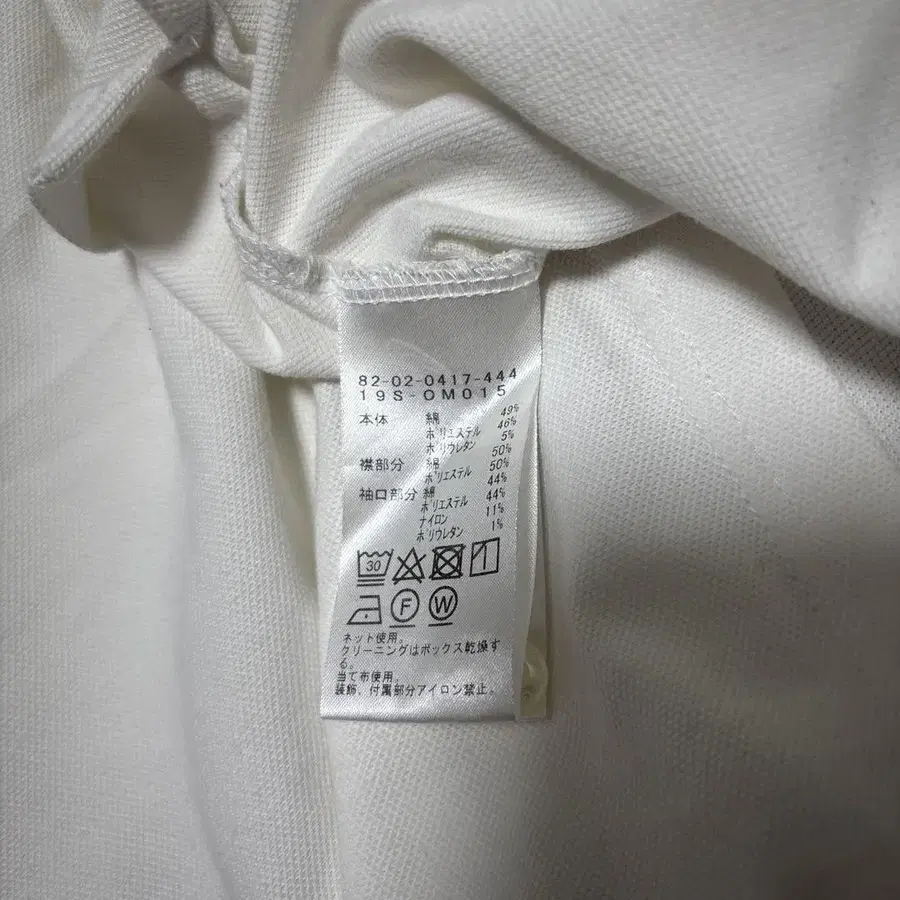 82-02-0417-444
19S-OM015
本体 綿 49%
ポリエステル 46%
ポリウレタン 5%
襟部分 綿 50%
ポリエステル 50%
袖口部分 綿 44%
ポリエステル 44%
ナイロン 11%
ポリウレタン 1%
30
F W
ネット使用。
クリーニングはボックス乾燥す
る。
当て布使用。
装飾、付属部分アイロン禁止。